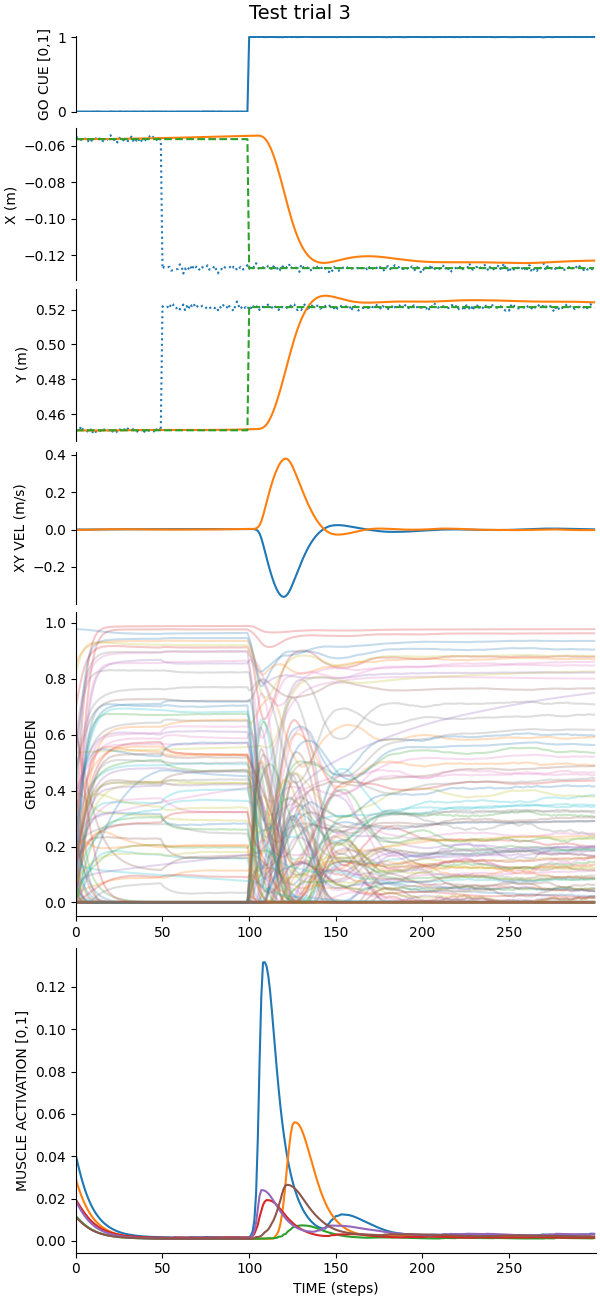 Test trial 3
GO CUE [0,1]
1
0
X (m)
−0.06
−0.08
−0.10
−0.12
Y (m)
0.52
0.50
0.48
0.46
XY VEL (m/s)
0.4
0.2
0.0
−0.2
GRU HIDDEN
1.0
0.8
0.6
0.4
0.2
0.0
0 50 100 150 200 250
MUSCLE ACTIVATION [0,1]
0.12
0.10
0.08
0.06
0.04
0.02
0.00
0 50 100 150 200 250
TIME (steps)